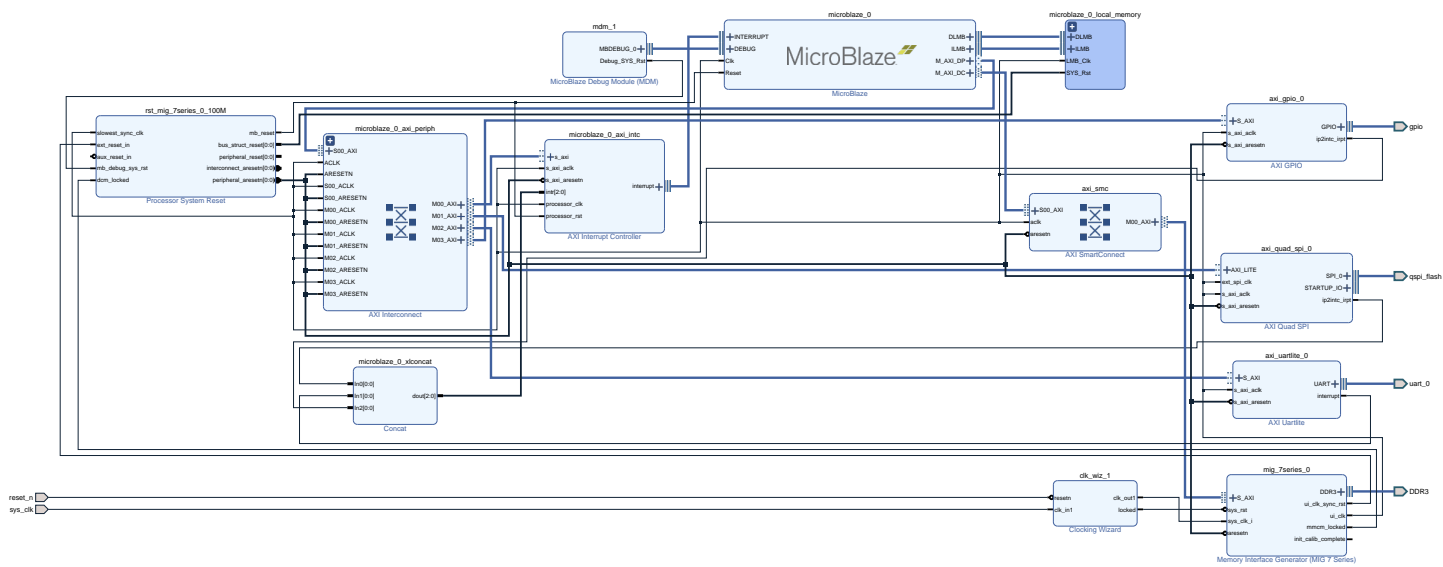 mdm_1
MBDEBUG_0
Debug_SYS_Rst
MicroBlaze Debug Module (MDM)
microblaze_0
INTERRUPT
DEBUG
Clk
Reset
MicroBlaze
DLMB
ILMB
M_AXI_DP
M_AXI_DC
MicroBlaze
microblaze_0_local_memory
DLMB
ILMB
LMB_Clk
SYS_Rst
rst_mig_7series_0_100M
slowest_sync_clk
ext_reset_in
aux_reset_in
mb_debug_sys_rst
dcm_locked
mb_reset
bus_struct_reset[0:0]
peripheral_reset[0:0]
interconnect_aresetn[0:0]
peripheral_aresetn[0:0]
Processor System Reset
microblaze_0_axi_periph
S00_AXI
ACLK
ARESETN
S00_ACLK
S00_ARESETN
M00_ACLK
M00_ARESETN
M01_ACLK
M01_ARESETN
M02_ACLK
M02_ARESETN
M03_ACLK
M03_ARESETN
M00_AXI
M01_AXI
M02_AXI
M03_AXI
AXI Interconnect
microblaze_0_axi_intc
s_axi
s_axi_aclk
s_axi_aresetn
intr[2:0]
processor_clk
processor_rst
interrupt
AXI Interrupt Controller
axi_gpio_0
S_AXI
s_axi_aclk
s_axi_aresetn
GPIO
ip2intc_irpt
AXI GPIO
gpio
axi_smc
S00_AXI
aclk
aresetn
M00_AXI
AXI SmartConnect
axi_quad_spi_0
AXI_LITE
ext_spi_clk
s_axi_aclk
s_axi_aresetn
SPI_0
STARTUP_IO
ip2intc_irpt
AXI Quad SPI
qspi_flash
microblaze_0_xlconcat
In0[0:0]
In1[0:0]
In2[0:0]
dout[2:0]
Concat
axi_uartlite_0
S_AXI
s_axi_aclk
s_axi_aresetn
UART
interrupt
AXI Uartlite
uart_0
reset_n
sys_clk
clk_wiz_1
resetn
clk_in1
clk_out1
locked
Clocking Wizard
mig_7series_0
S_AXI
sys_rst
sys_clk_i
aresetn
DDR3
ui_clk_sync_rst
ui_clk
mmcm_locked
init_calib_complete
Memory Interface Generator (MIG 7 Series)
DDR3